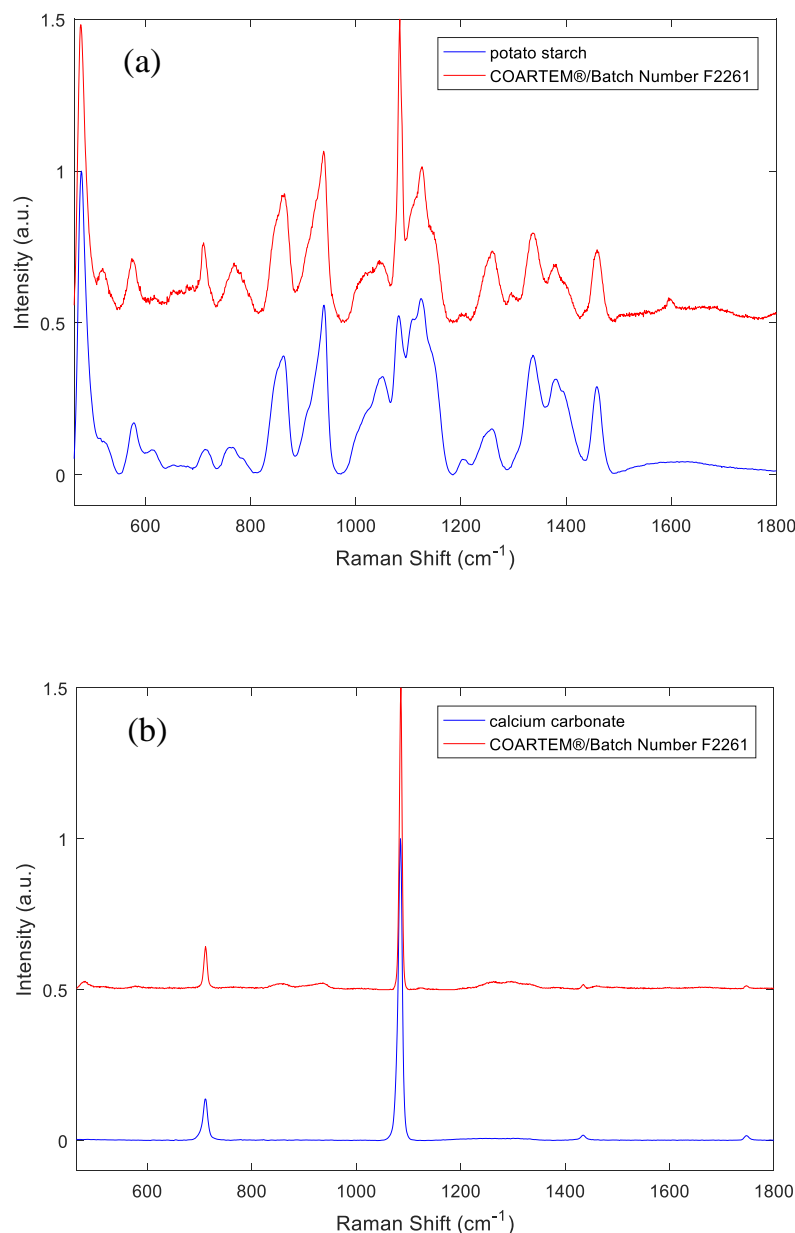 (a)
potato starch
COARTEM®/Batch Number F2261
1.5
1
0.5
0
Intensity (a.u.)
600 800 1000 1200 1400 1600 1800
Raman Shift (cm-1)
(b)
calcium carbonate
COARTEM®/Batch Number F2261
1.5
1
0.5
0
Intensity (a.u.)
600 800 1000 1200 1400 1600 1800
Raman Shift (cm-1)